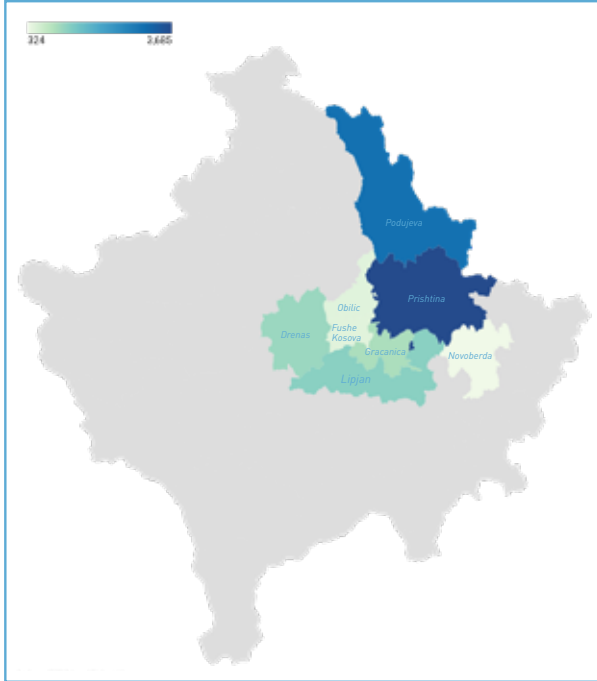 324
3,685
Podujeva
Prishtina
Obilic
Drenas
Fushe
Kosova
Gracanica
Novoberda
Lipjan